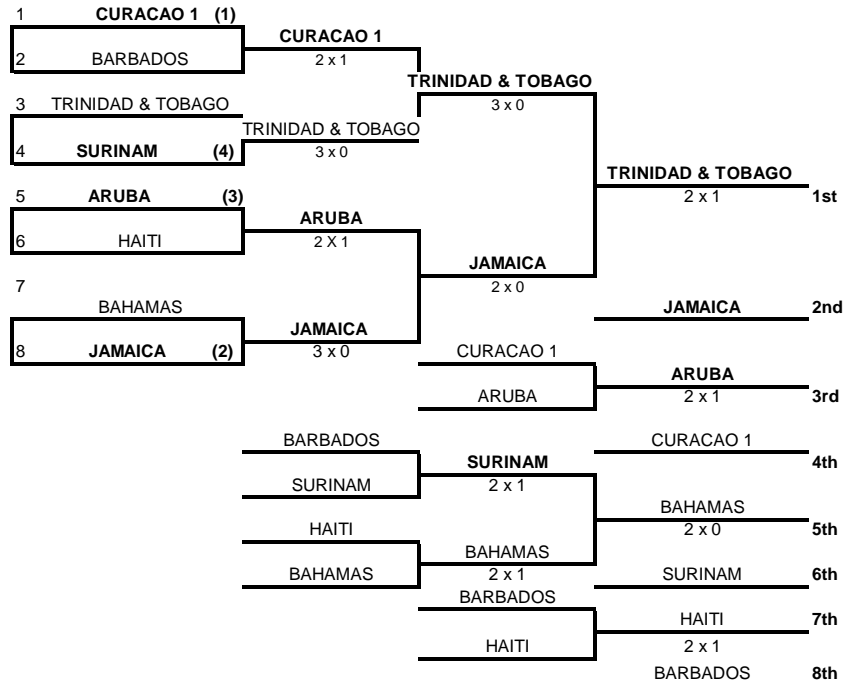 1 CURACAO 1 (1)
CURACAO 1
2 BARBADOS
2 x 1
TRINIDAD & TOBAGO
3 TRINIDAD & TOBAGO
3 x 0
TRINIDAD & TOBAGO
4 SURINAM (4)
3 x 0
TRINIDAD & TOBAGO
5 ARUBA (3)
2 x 1 1st
ARUBA
6 HAITI
2 X 1
JAMAICA
7
2 x 0
BAHAMAS
JAMAICA 2nd
JAMAICA
8 JAMAICA (2)
3 x 0
CURACAO 1
ARUBA
ARUBA
2 x 1 3rd
BARBADOS
CURACAO 1
SURINAM
4th
SURINAM
2 x 1
BAHAMAS
HAITI
2 x 0 5th
BAHAMAS
BAHAMAS
2 x 1
SURINAM 6th
BARBADOS
HAITI 7th
HAITI
2 x 1
BARBADOS 8th